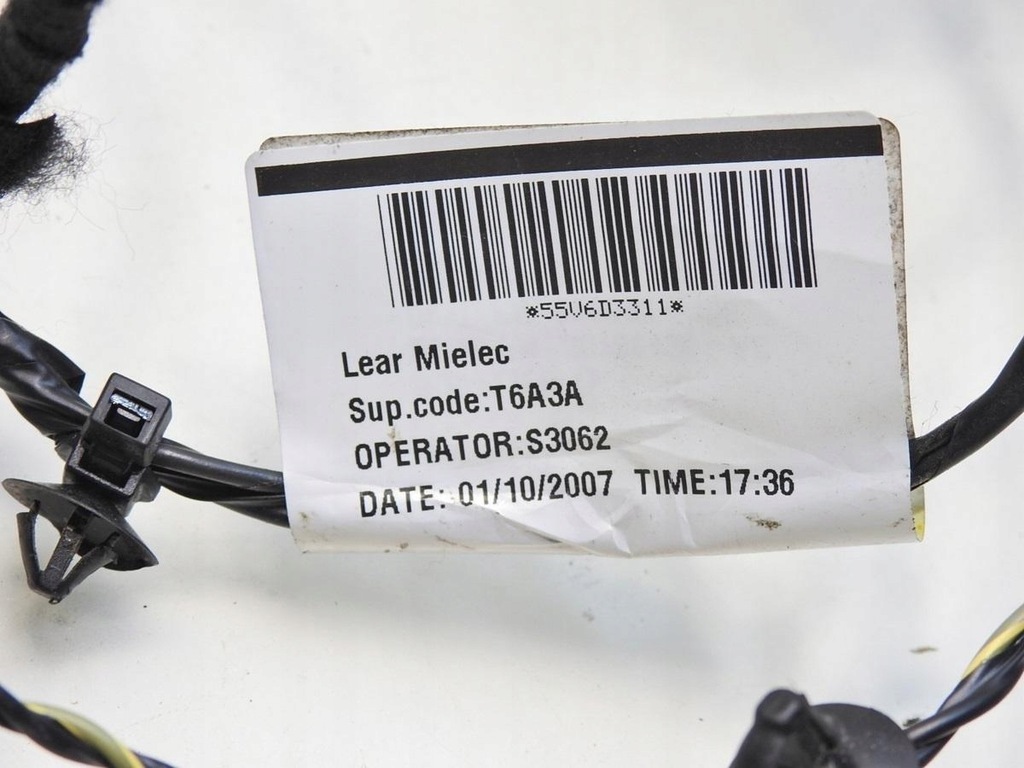 *55V6D3311*
Lear Mielec
Sup.code:T6A3A
OPERATOR:S3062
DATE: 01/10/2007 TIME:17:36